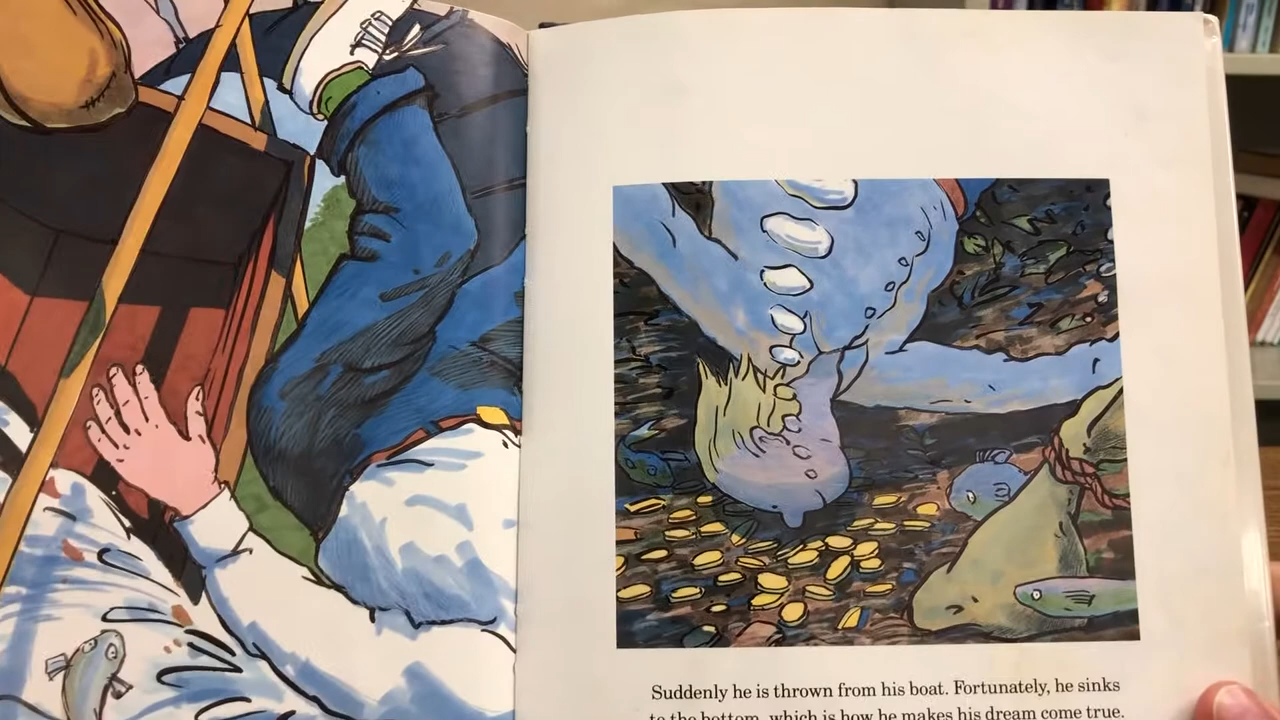 Suddenly he is thrown from his boat. Fortunately, he sinks
to the bottom, which is how he makes his dream come true.